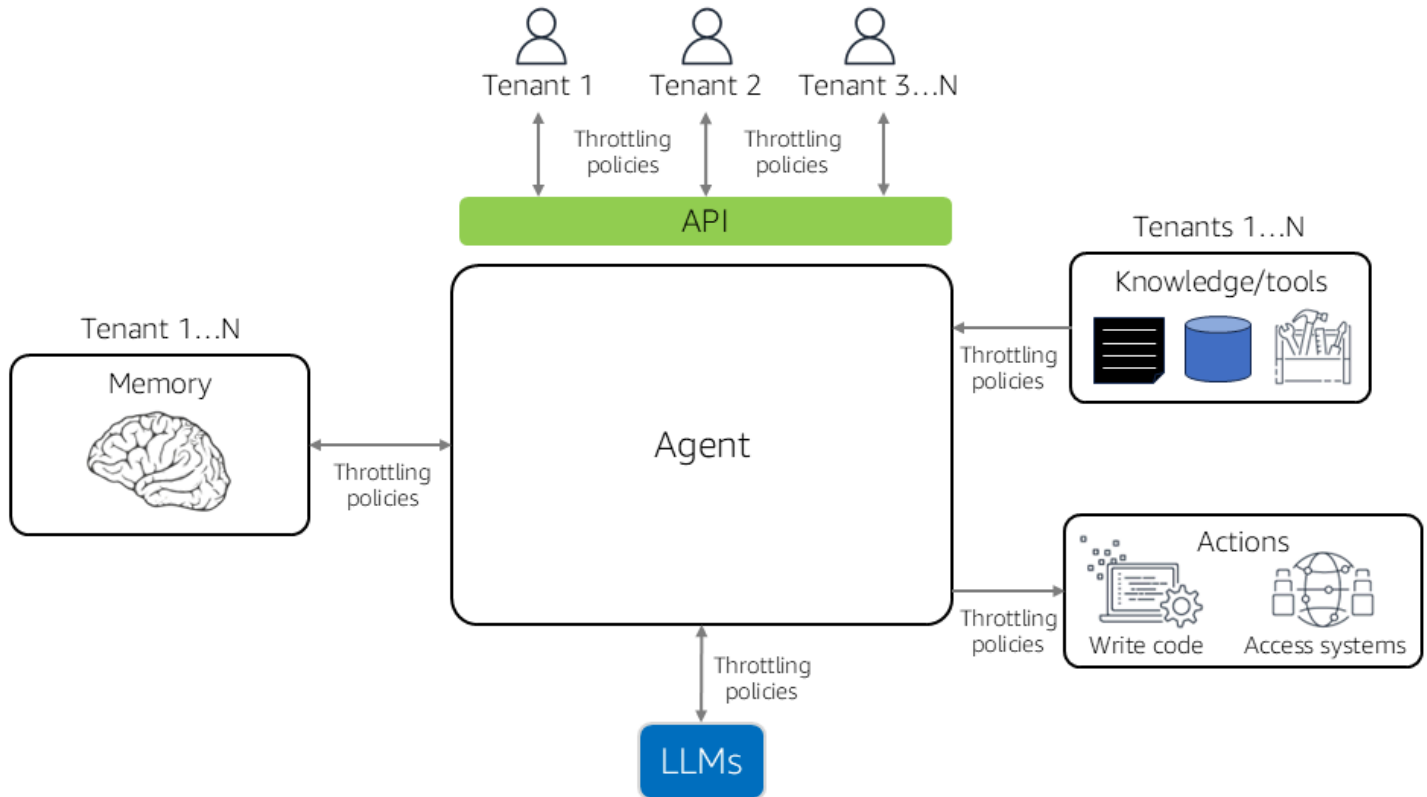 Tenant 1
Tenant 2
Tenant 3...N
Throttling
policies
Throttling
policies
API
Tenants 1...N
Knowledge/tools
Throttling
policies
Tenant 1...N
Memory
Throttling
policies
Agent
Actions
Write code
Access systems
Throttling
policies
Throttling
policies
LLMs